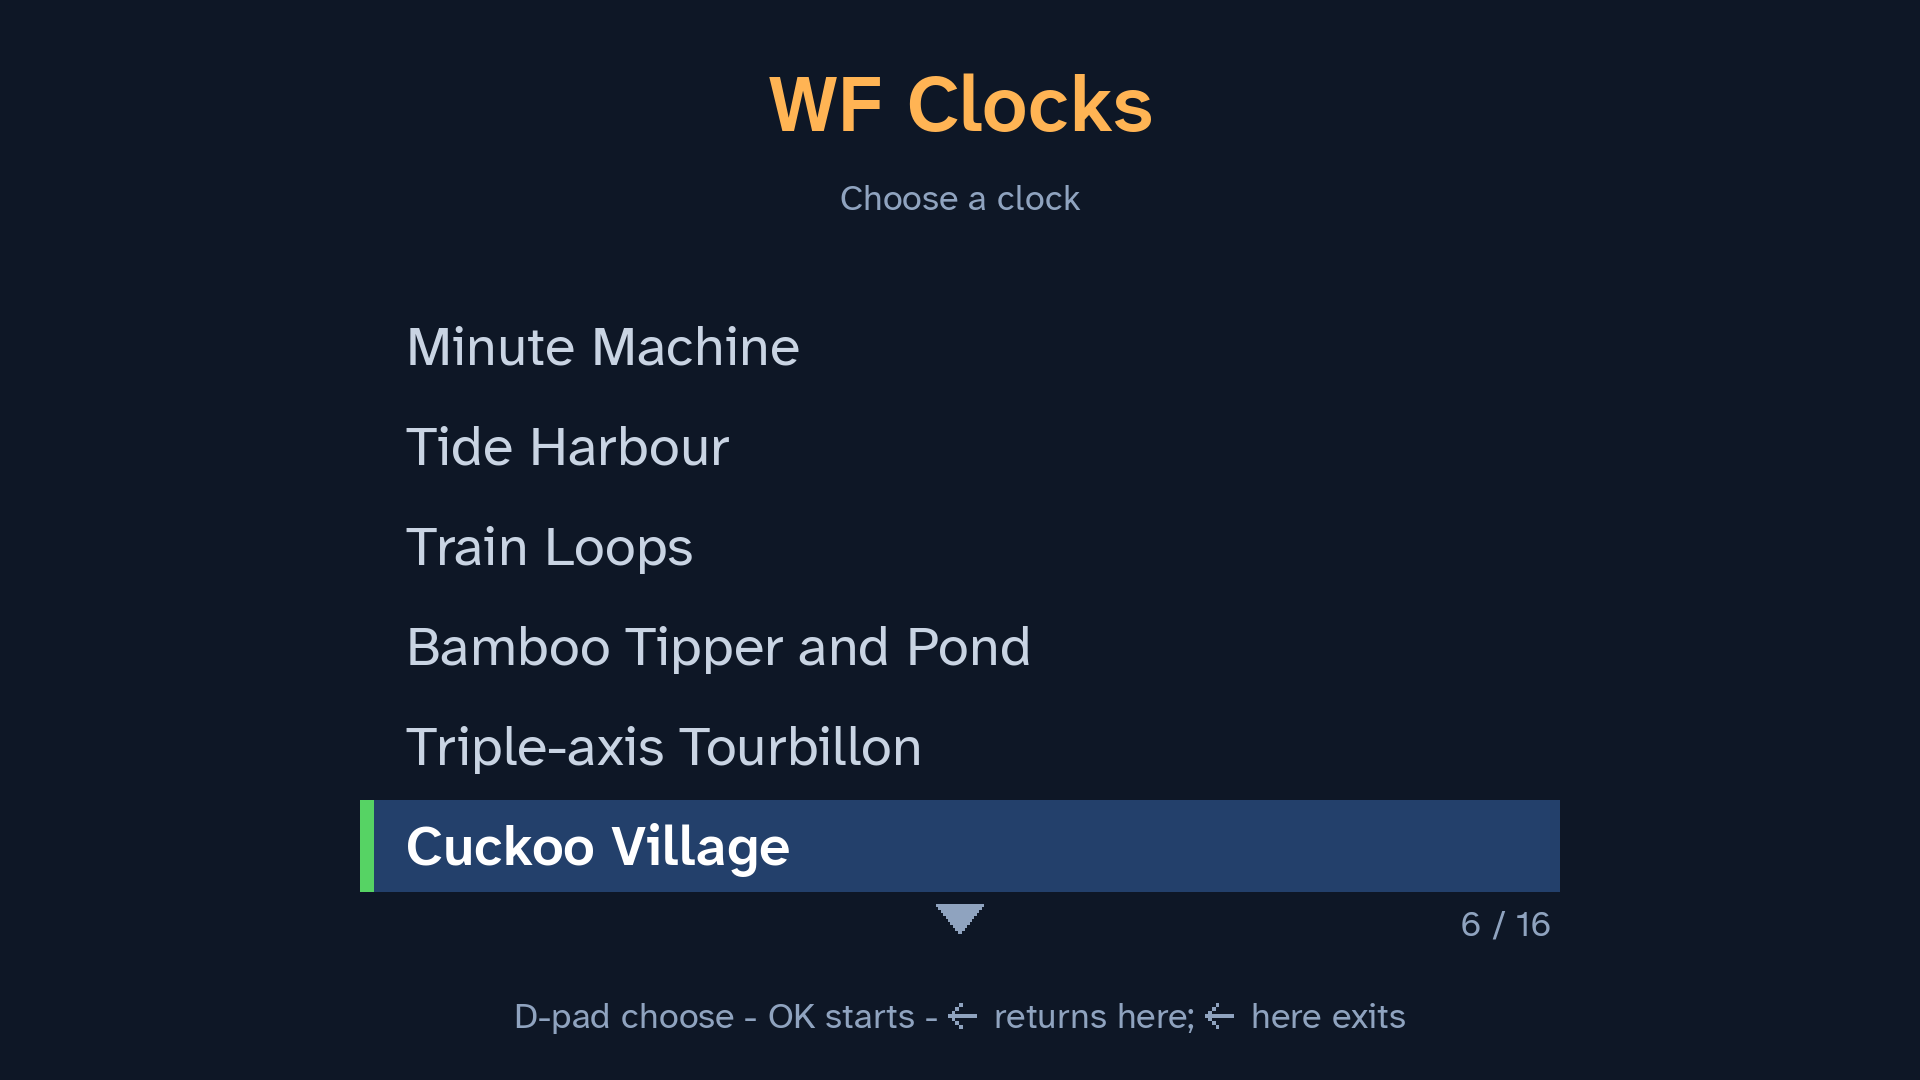 WF Clocks
Choose a clock
Minute Machine
Tide Harbour
Train Loops
Bamboo Tipper and Pond
Triple-axis Tourbillon
Cuckoo Village
6 / 16
D-pad choose - OK starts - ← returns here; ← here exits